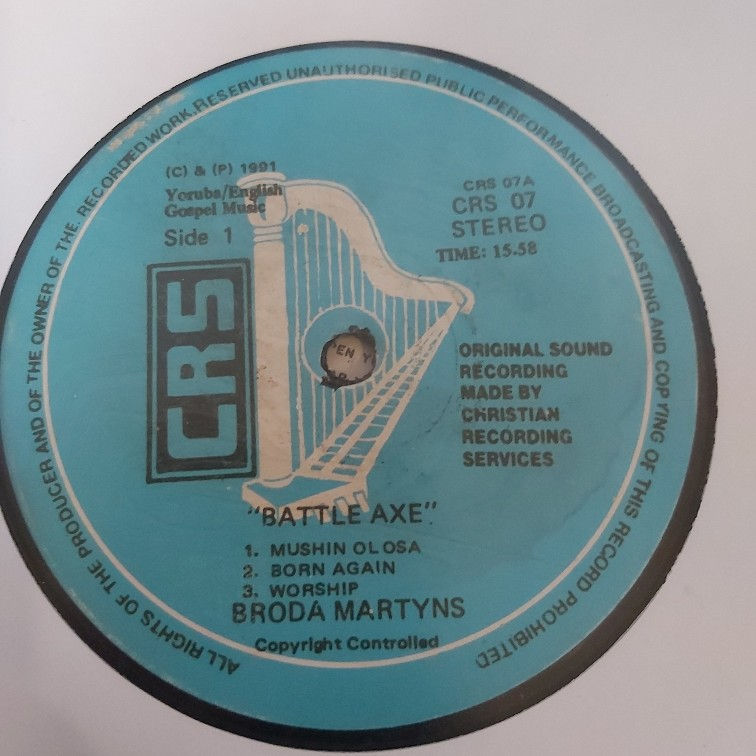 ALL RIGHTS OF THE PRODUCER AND OF THE OWNER OF THE. RECORDED WORK.RESERVED UNAUTHORISED PUBLIC PERFORMANCE BROADCASTING AND COPYING OF THIS RECORD PROHIBITED
(C) & (P) 1991
Yoruba/English
Gospel Music
Side 1
CRS 07A
CRS 07
STEREO
TIME: 15.58
CRS
ORIGINAL SOUND
RECORDING
MADE BY
CHRISTIAN
RECORDING
SERVICES
"BATTLE AXE"
1. MUSHIN OLOSA
2. BORN AGAIN
3. WORSHIP
BRODA MARTYNS
Copyright Controlled